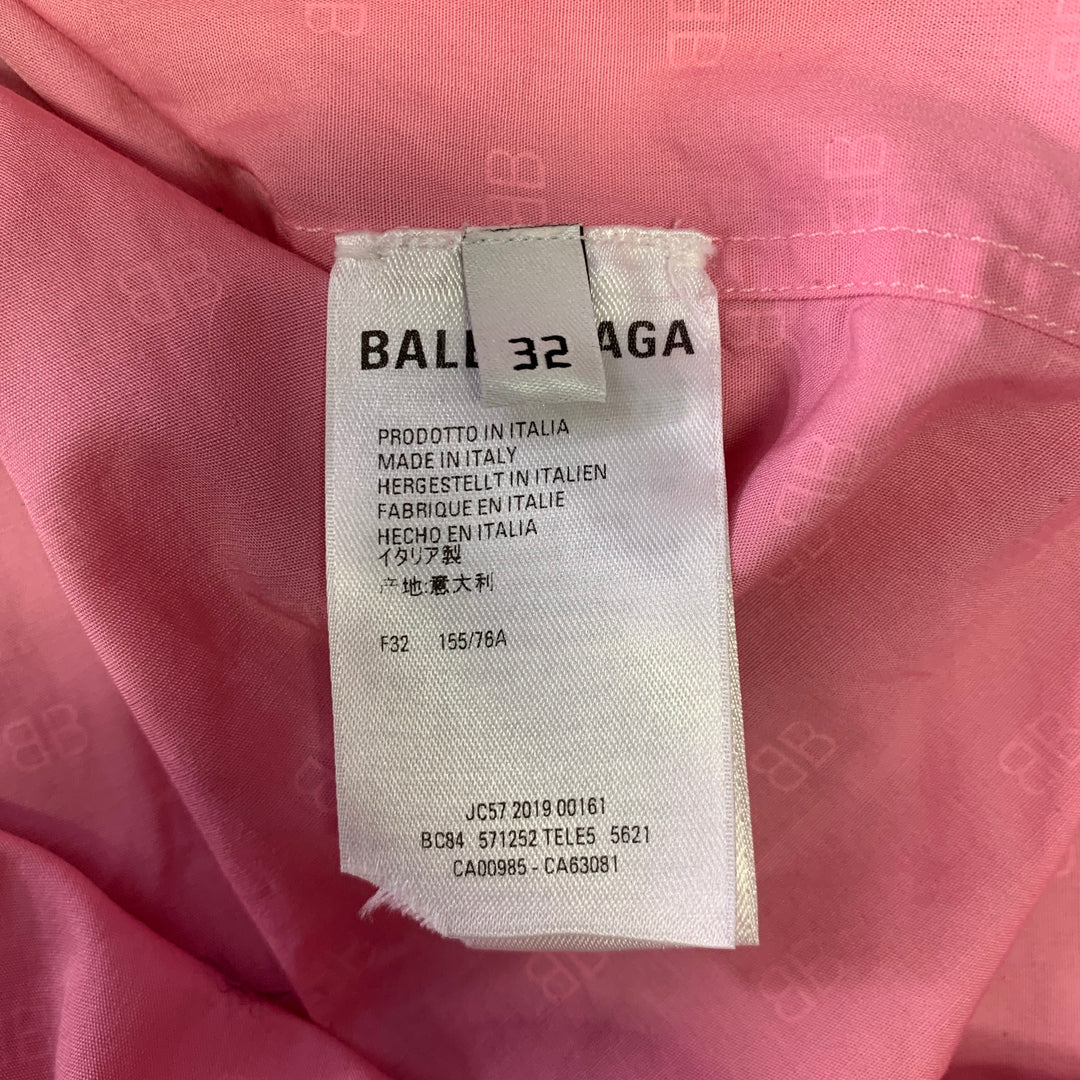 BALE AGA
32
PRODOTTO IN ITALIA
MADE IN ITALY
HERGESTELLT IN ITALIEN
FABRIQUE EN ITALIE
HECHO EN ITALIA
イタリア製
产地:意大利
F32 155/76A
JC57 2019 00161
BC84 571252 TELE5 5621
CA00985 - CA63081